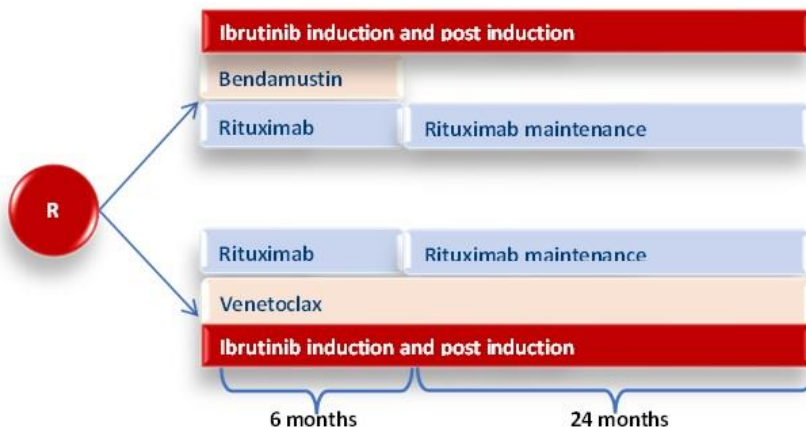 Ibrutinib induction and post induction
Bendamustin
Rituximab
Rituximab maintenance
R
Rituximab
Rituximab maintenance
Venetoclax
Ibrutinib induction and post induction
6 months
24 months